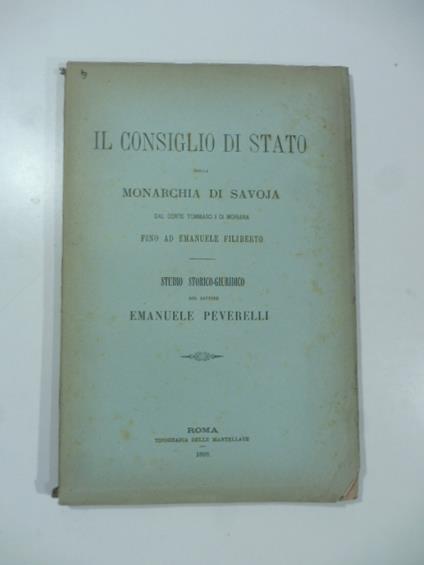 IL CONSIGLIO DI STATO
DELLA
MONARCHIA DI SAVOJA
DAL CONTE TOMMASO I DI MORIANA
FINO AD EMANUELE FILIBERTO
STUDIO STORICO-GIURIDICO
DEL DOTTORE
EMANUELE PEVERELLI
ROMA
TIPOGRAFIA DELLE MANTELLATE